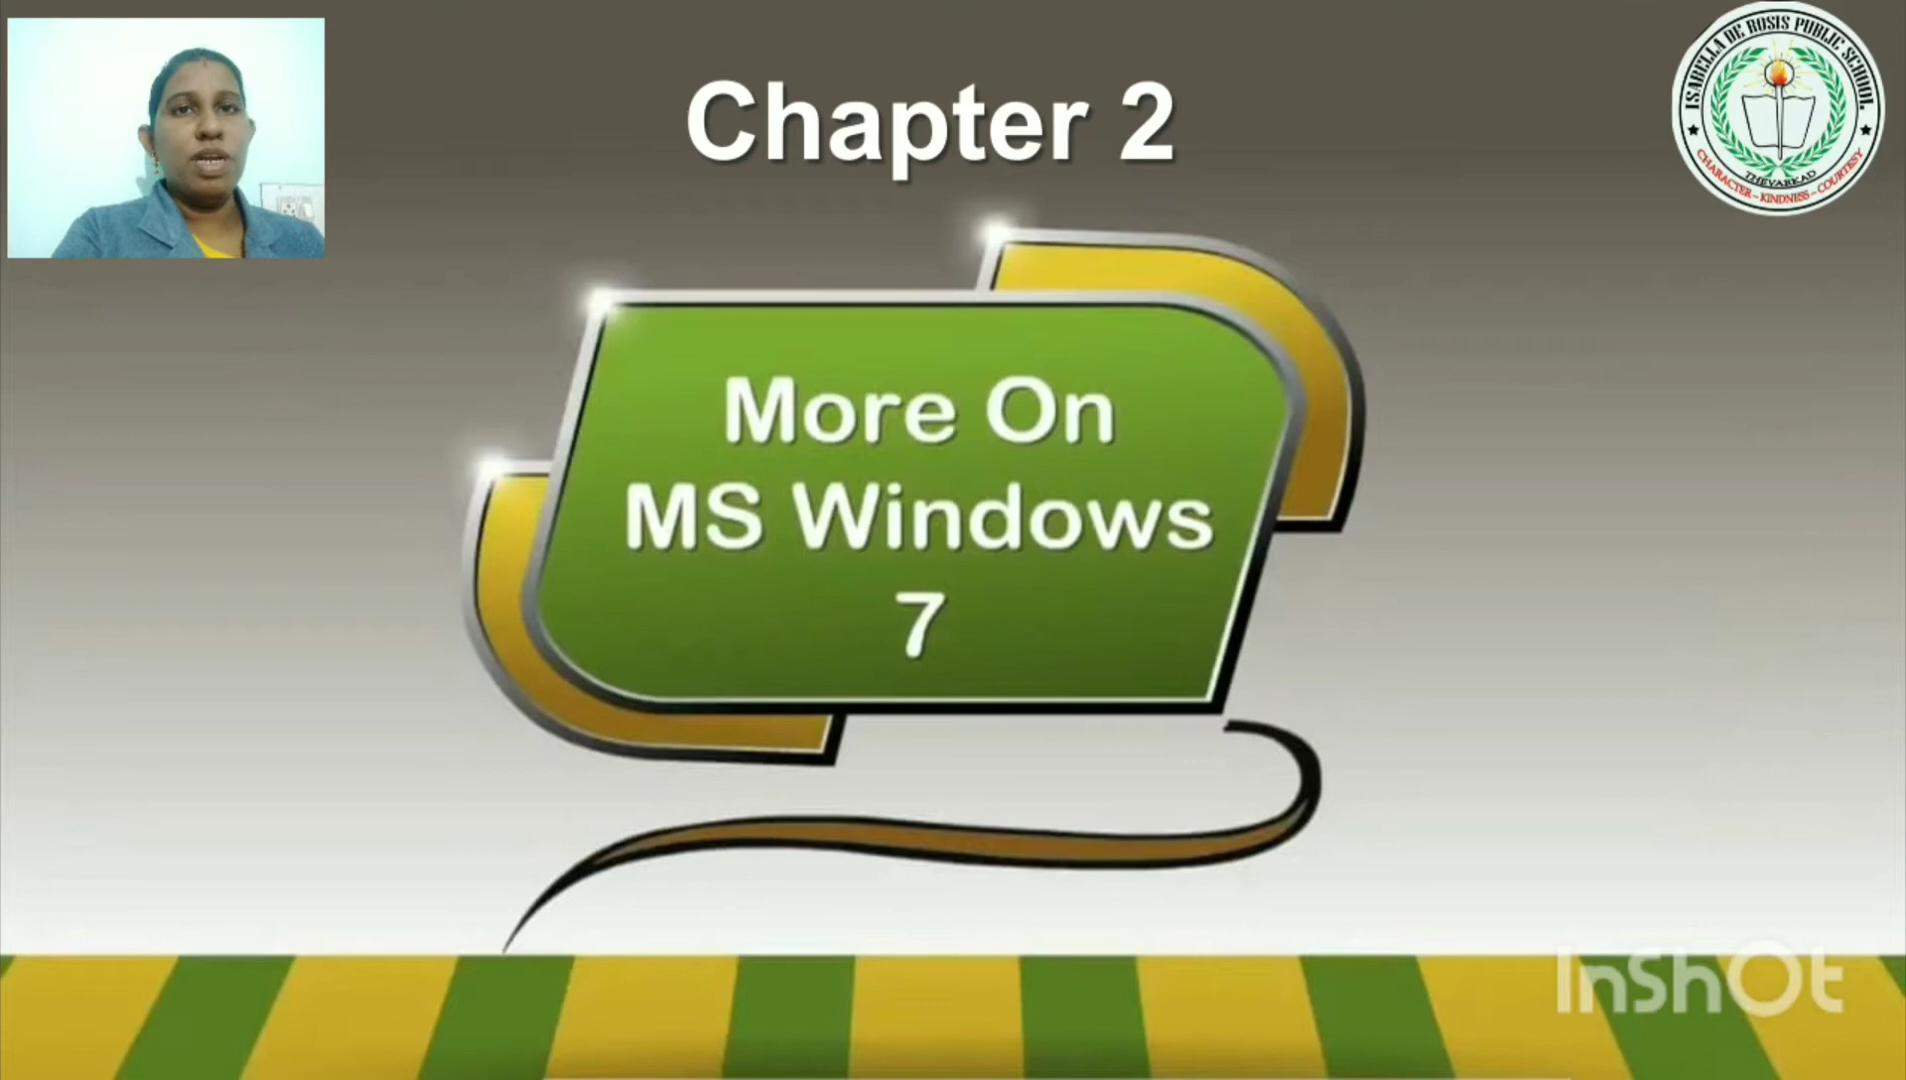 Chapter 2
ISABELLA DE ROSIS PUBLIC SCHOOL
THEVARKAD
CHARACTER - KINDNESS - COURTESY
More On
MS Windows
7
InShOt